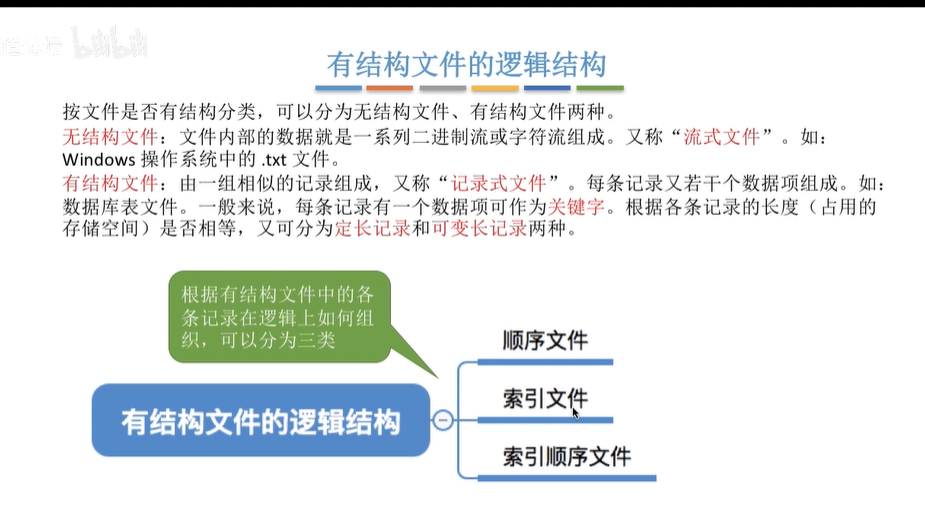 bilibili
有结构文件的逻辑结构
按文件是否有结构分类，可以分为无结构文件、有结构文件两种。
无结构文件：文件内部的数据就是一系列二进制流或字符流组成。又称“流式文件”。如：
Windows 操作系统中的 .txt 文件。
有结构文件：由一组相似的记录组成，又称“记录式文件”。每条记录又若干个数据项组成。如：
数据库表文件。一般来说，每条记录有一个数据项可作为关键字。根据各条记录的长度（占用的
存储空间）是否相等，又可分为定长记录和可变长记录两种。
根据有结构文件中的各
条记录在逻辑上如何组
织，可以分为三类
有结构文件的逻辑结构
顺序文件
索引文件
索引顺序文件